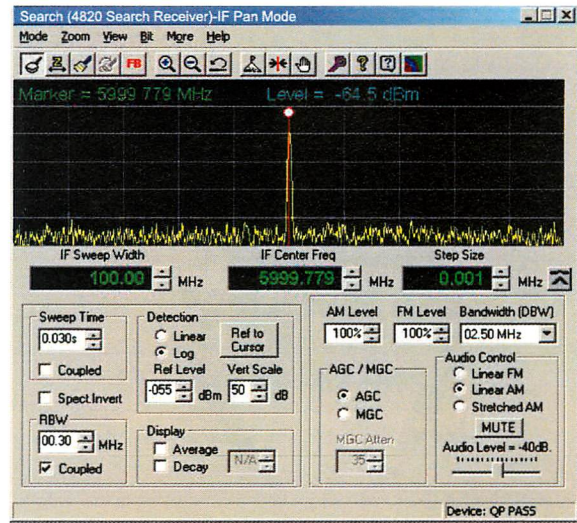 Search (4820 Search Receiver)-IF Pan Mode
Mode Zoom View Bit More Help
FB
Marker = 5999 779 MHz Level = -64.5 dBm
IF Sweep Width IF Center Freq Step Size
100.00 MHz 5999.779 MHz 0.001 MHz
Sweep Time
0.030s
Coupled
Spect.Invert
RBW
00.30 MHz
Coupled
Detection
Linear
Log
Ref to Cursor
Ref Level Vert Scale
-055 dBm 50 dB
Display
Average
Decay
N/A
AM Level FM Level Bandwidth (DBW)
100% 100% 02.50 MHz
AGC / MGC
AGC
MGC
MGC Atten
35
Audio Control
Linear FM
Linear AM
Stretched AM
MUTE
Audio Level = -40dB.
Device: QP PASS